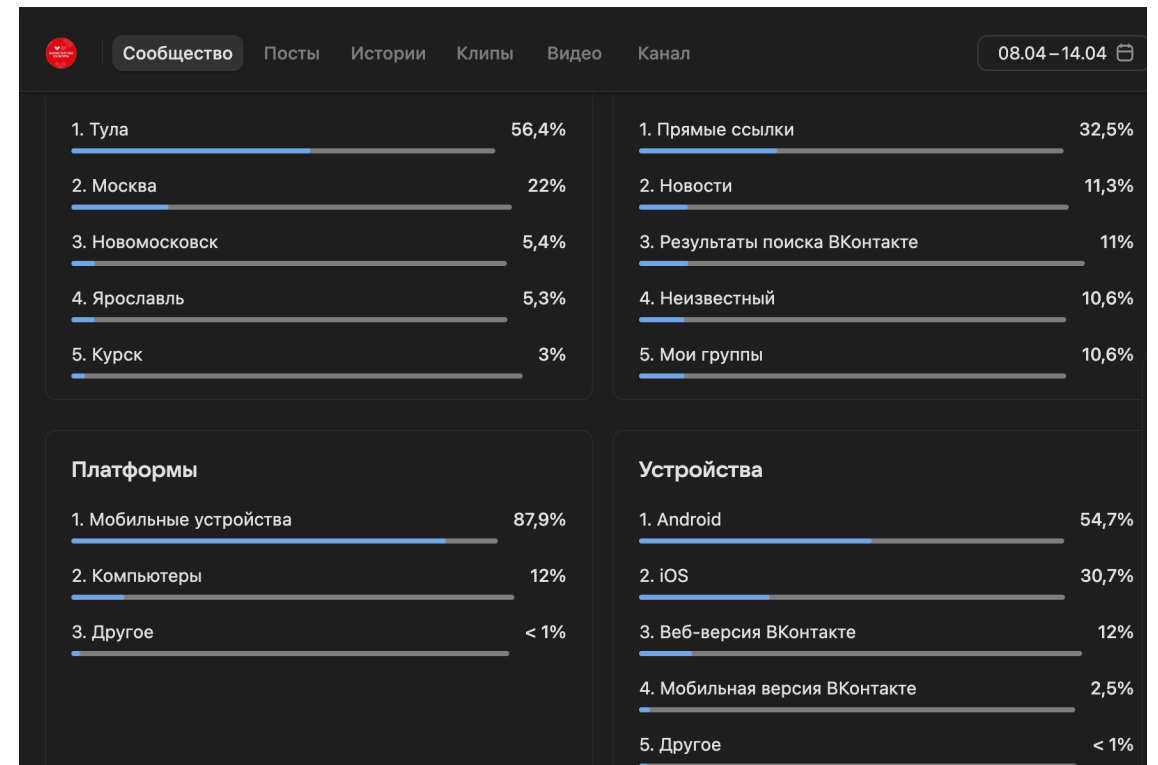 Сообщество Посты Истории Клипы Видео Канал 08.04 – 14.04
1. Тула 56,4%
2. Москва 22%
3. Новомосковск 5,4%
4. Ярославль 5,3%
5. Курск 3%
1. Прямые ссылки 32,5%
2. Новости 11,3%
3. Результаты поиска ВКонтакте 11%
4. Неизвестный 10,6%
5. Мои группы 10,6%
Платформы
1. Мобильные устройства 87,9%
2. Компьютеры 12%
3. Другое < 1%
Устройства
1. Android 54,7%
2. iOS 30,7%
3. Веб-версия ВКонтакте 12%
4. Мобильная версия ВКонтакте 2,5%
5. Другое < 1%